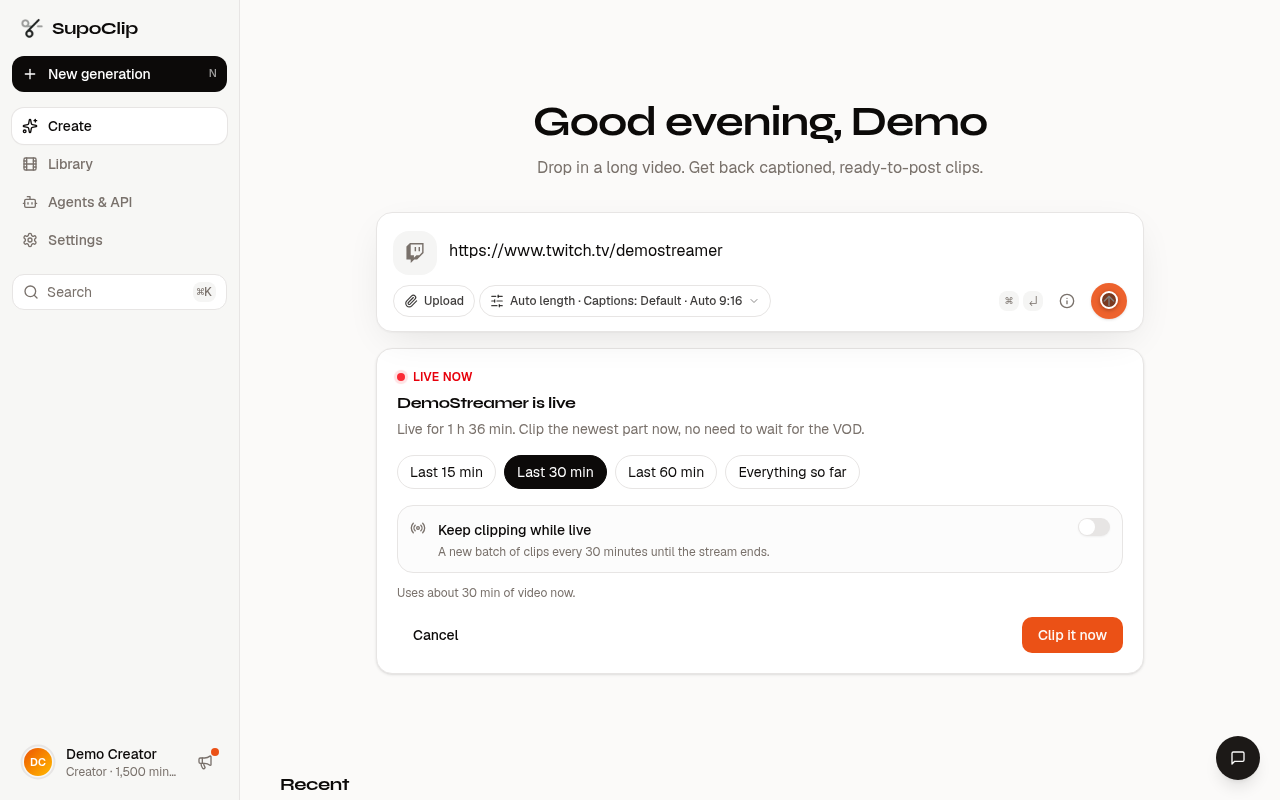 SupoClip
New generation N
Create
Library
Agents & API
Settings
Search ⌘K
Good evening, Demo
Drop in a long video. Get back captioned, ready-to-post clips.
https://www.twitch.tv/demostreamer
Upload Auto length · Captions: Default · Auto 9:16 ⌘
LIVE NOW
DemoStreamer is live
Live for 1 h 36 min. Clip the newest part now, no need to wait for the VOD.
Last 15 min Last 30 min Last 60 min Everything so far
Keep clipping while live
A new batch of clips every 30 minutes until the stream ends.
Uses about 30 min of video now.
Cancel Clip it now
DC Demo Creator
Creator · 1,500 min…
Recent